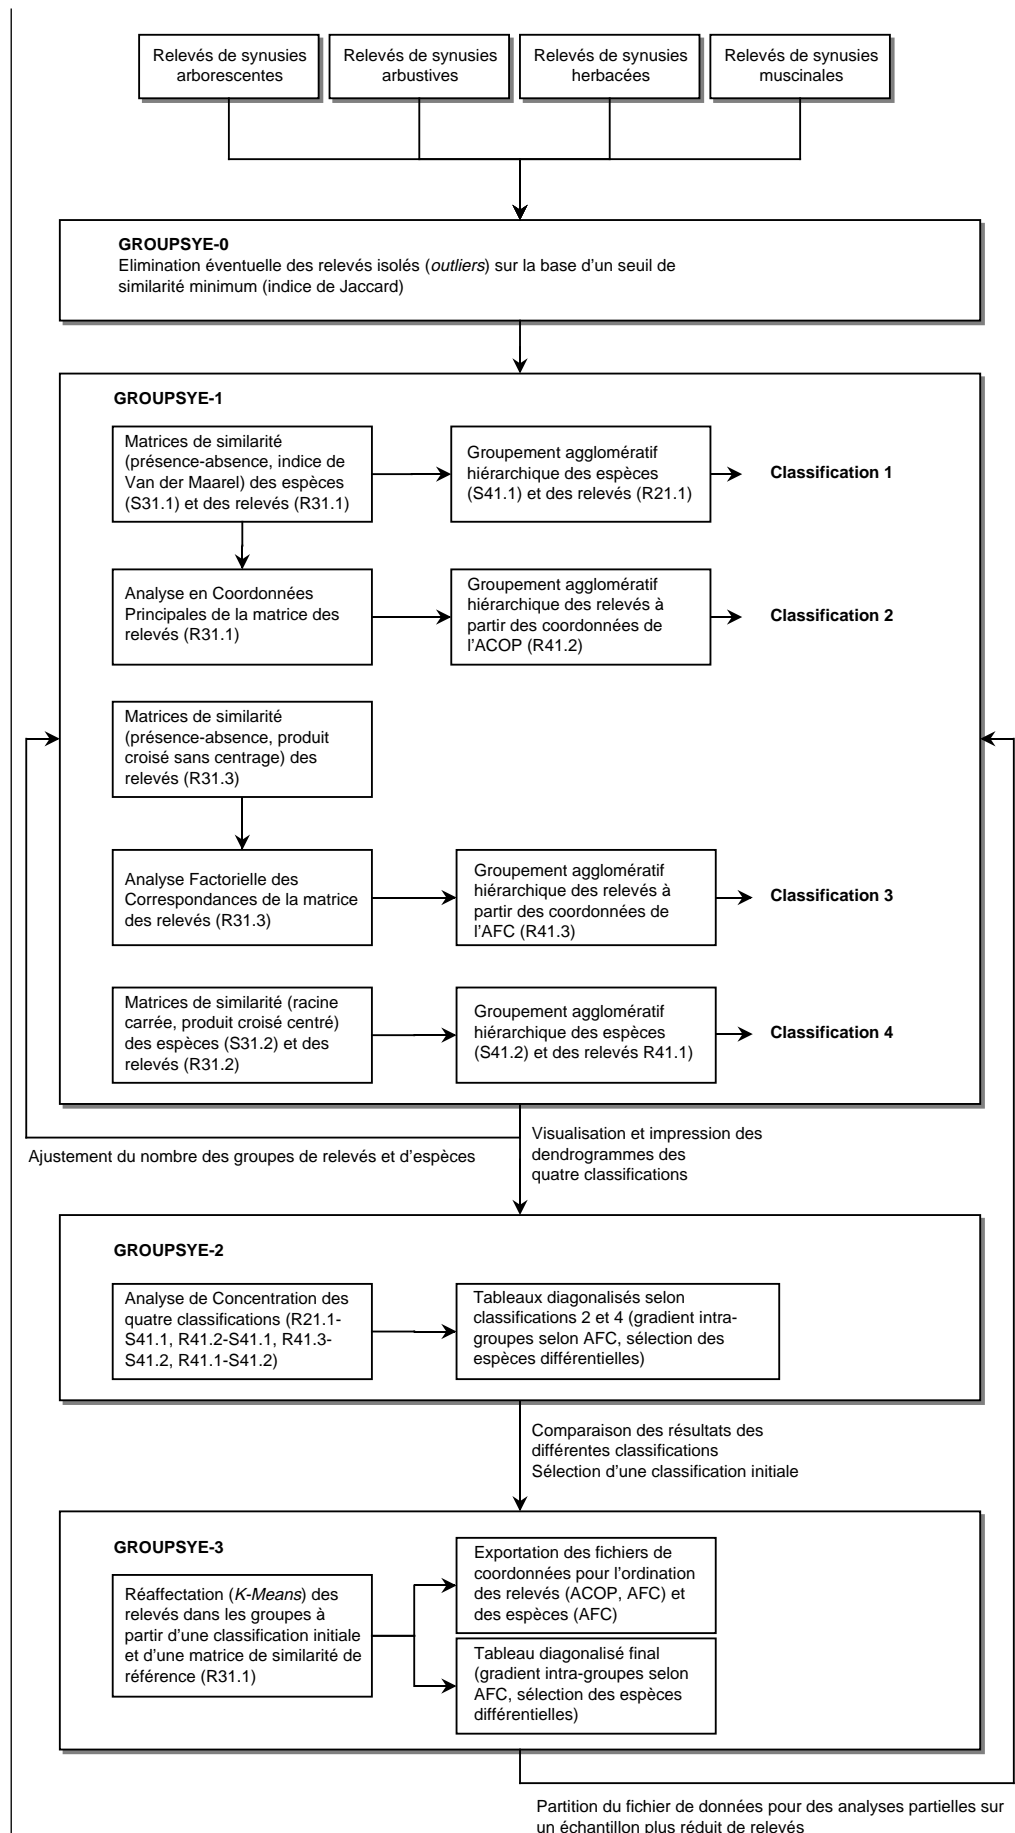 Relevés de synusies
arborescentes
Relevés de synusies
arbustives
Relevés de synusies
herbacées
Relevés de synusies
muscinales
GROUPSYE-0
Elimination éventuelle des relevés isolés (outliers) sur la base d'un seuil de
similarité minimum (indice de Jaccard)
GROUPSYE-1
Matrices de similarité
(présence-absence, indice de
Van der Maarel) des espèces
(S31.1) et des relevés (R31.1)
Groupement agglomératif
hiérarchique des espèces
(S41.1) et des relevés (R21.1)
Classification 1
Analyse en Coordonnées
Principales de la matrice des
relevés (R31.1)
Groupement agglomératif
hiérarchique des relevés à
partir des coordonnées de
l'ACOP (R41.2)
Classification 2
Matrices de similarité
(présence-absence, produit
croisé sans centrage) des
relevés (R31.3)
Analyse Factorielle des
Correspondances de la matrice
des relevés (R31.3)
Groupement agglomératif
hiérarchique des relevés à
partir des coordonnées de
l'AFC (R41.3)
Classification 3
Matrices de similarité (racine
carrée, produit croisé centré)
des espèces (S31.2) et des
relevés (R31.2)
Groupement agglomératif
hiérarchique des espèces
(S41.2) et des relevés R41.1)
Classification 4
Ajustement du nombre des groupes de relevés et d'espèces
Visualisation et impression des
dendrogrammes des
quatre classifications
GROUPSYE-2
Analyse de Concentration des
quatre classifications (R21.1-
S41.1, R41.2-S41.1, R41.3-
S41.2, R41.1-S41.2)
Tableaux diagonalisés selon
classifications 2 et 4 (gradient intra-
groupes selon AFC, sélection des
espèces différentielles)
Comparaison des résultats des
différentes classifications
Sélection d'une classification initiale
GROUPSYE-3
Réaffectation (K-Means) des
relevés dans les groupes à
partir d'une classification initiale
et d'une matrice de similarité de
référence (R31.1)
Exportation des fichiers de
coordonnées pour l'ordination
des relevés (ACOP, AFC) et
des espèces (AFC)
Tableau diagonalisé final
(gradient intra-groupes selon
AFC, sélection des espèces
différentielles)
Partition du fichier de données pour des analyses partielles sur
un échantillon plus réduit de relevés